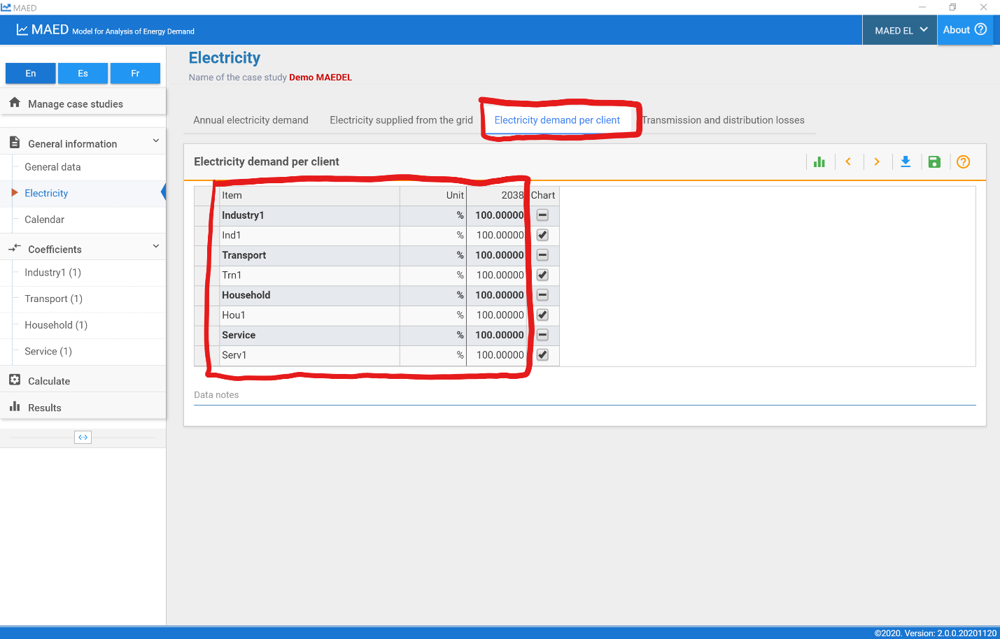 MAED
MAED Model for Analysis of Energy Demand
MAED EL
About
En Es Fr
Manage case studies
General information
General data
Electricity
Calendar
Coefficients
Industry1 (1)
Transport (1)
Household (1)
Service (1)
Calculate
Results
Electricity
Name of the case study Demo MAEDEL
Annual electricity demand Electricity supplied from the grid Electricity demand per client Transmission and distribution losses
Electricity demand per client
Item Unit 2038 Chart
Industry1 % 100.00000
Ind1 % 100.00000
Transport % 100.00000
Trn1 % 100.00000
Household % 100.00000
Hou1 % 100.00000
Service % 100.00000
Serv1 % 100.00000
Data notes
©2020. Version: 2.0.0.20201120